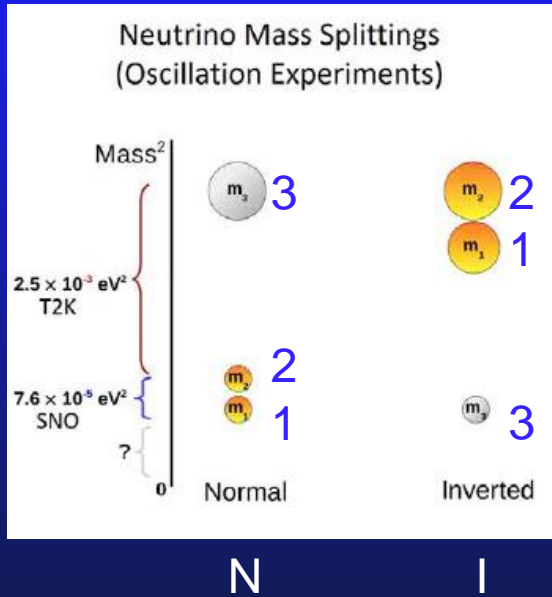 Neutrino Mass Splittings
(Oscillation Experiments)
Mass²
m₃ 3
m₂ 2
m₁ 1
2.5 × 10⁻³ eV²
T2K
m₂ 2
7.6 × 10⁻⁵ eV²
SNO
m₁ 1
m₃ 3
?
0
Normal
Inverted
N
I